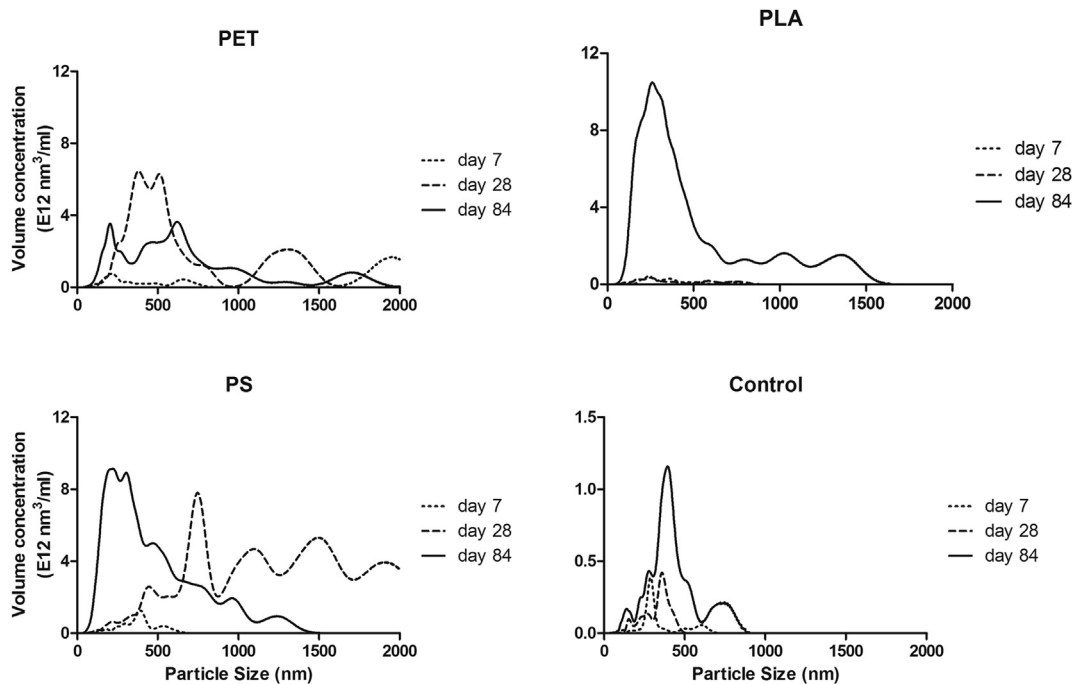 PET
Volume concentration
(E12 nm³/ml)
12
8
4
0
0 500 1000 1500 2000
day 7
day 28
day 84
PLA
12
8
4
0
0 500 1000 1500 2000
day 7
day 28
day 84
PS
Volume concentration
(E12 nm³/ml)
12
8
4
0
0 500 1000 1500 2000
Particle Size (nm)
day 7
day 28
day 84
Control
1.5
1.0
0.5
0.0
0 500 1000 1500 2000
Particle Size (nm)
day 7
day 28
day 84